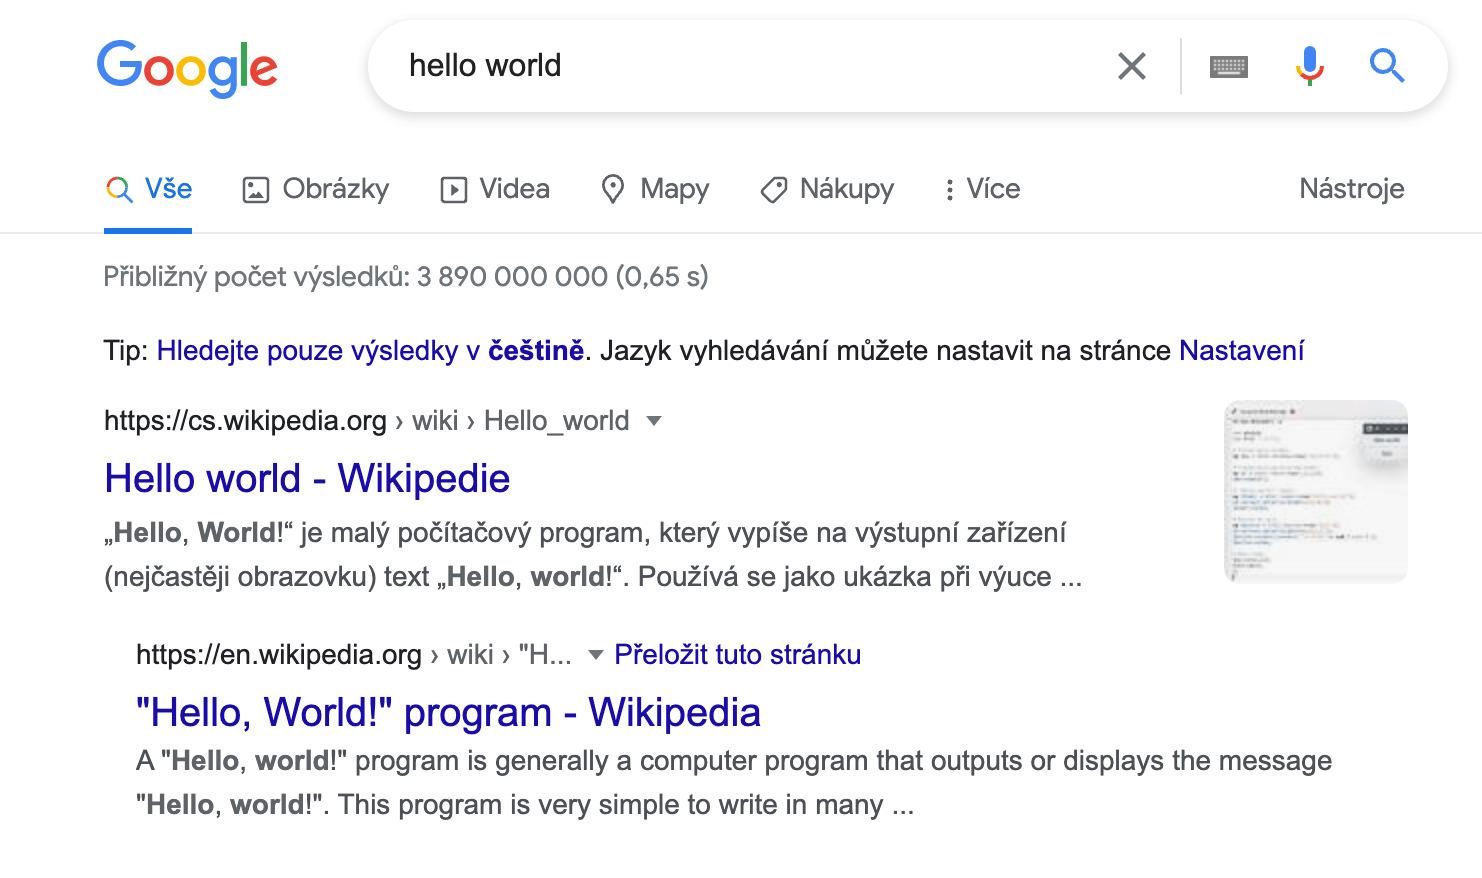 Google
hello world
Vše Obrázky Videa Mapy Nákupy Více Nástroje
Přibližný počet výsledků: 3 890 000 000 (0,65 s)
Tip: Hledejte pouze výsledky v češtině. Jazyk vyhledávání můžete nastavit na stránce Nastavení
https://cs.wikipedia.org › wiki › Hello_world
Hello world - Wikipedie
„Hello, World!“ je malý počítačový program, který vypíše na výstupní zařízení
(nejčastěji obrazovku) text „Hello, world!“. Používá se jako ukázka při výuce ...
https://en.wikipedia.org › wiki › "H... Přeložit tuto stránku
"Hello, World!" program - Wikipedia
A "Hello, world!" program is generally a computer program that outputs or displays the message
"Hello, world!". This program is very simple to write in many ...